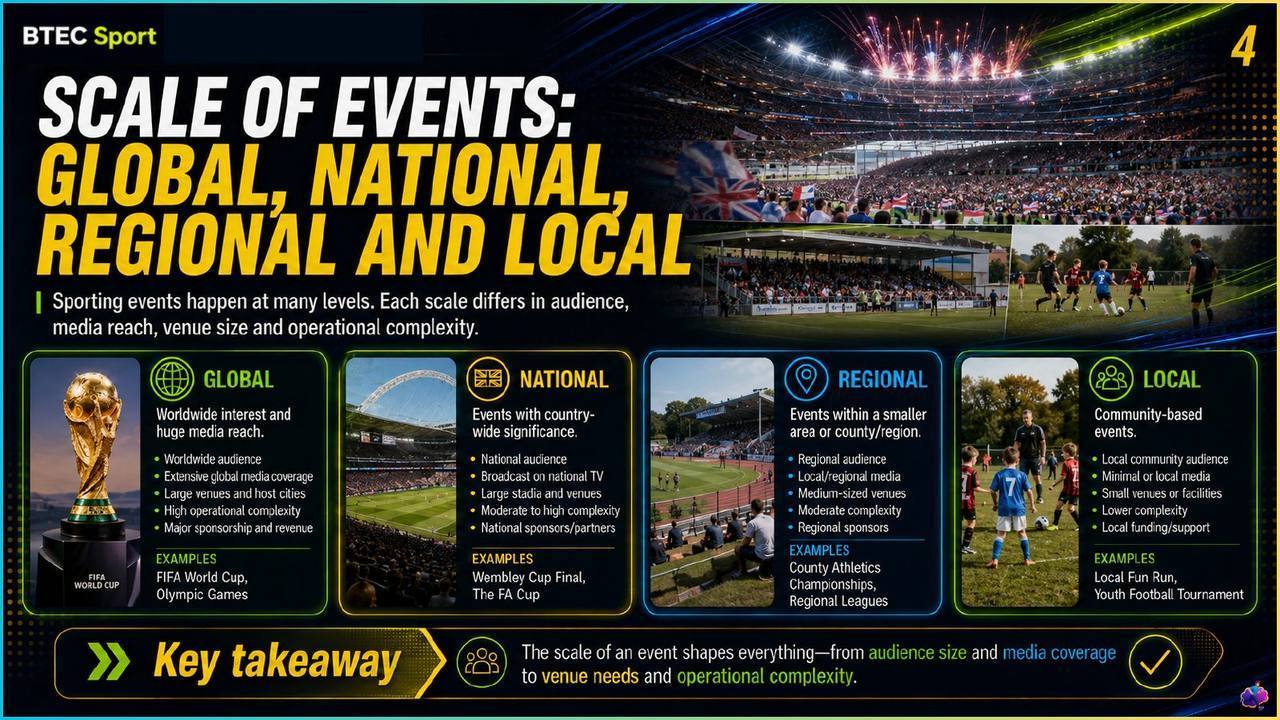 BTEC Sport
4
SCALE OF EVENTS:
GLOBAL, NATIONAL,
REGIONAL AND LOCAL
Sporting events happen at many levels. Each scale differs in audience,
media reach, venue size and operational complexity.
GLOBAL
Worldwide interest and
huge media reach.
• Worldwide audience
• Extensive global media coverage
• Large venues and host cities
• High operational complexity
• Major sponsorship and revenue
EXAMPLES
FIFA World Cup,
Olympic Games
FIFA
WORLD CUP
NATIONAL
Events with country-
wide significance.
• National audience
• Broadcast on national TV
• Large stadia and venues
• Moderate to high complexity
• National sponsors/partners
EXAMPLES
Wembley Cup Final,
The FA Cup
REGIONAL
Events within a smaller
area or county/region.
• Regional audience
• Local/regional media
• Medium-sized venues
• Moderate complexity
• Regional sponsors
EXAMPLES
County Athletics
Championships,
Regional Leagues
LOCAL
Community-based
events.
• Local community audience
• Minimal or local media
• Small venues or facilities
• Lower complexity
• Local funding/support
EXAMPLES
Local Fun Run,
Youth Football Tournament
7
Key takeaway
The scale of an event shapes everything—from audience size and media coverage
to venue needs and operational complexity.